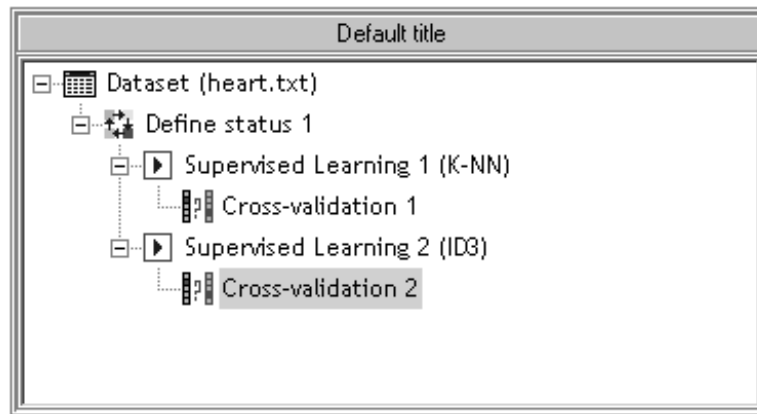 Default title
Dataset (heart.txt)
Define status 1
Supervised Learning 1 (K-NN)
Cross-validation 1
Supervised Learning 2 (ID3)
Cross-validation 2